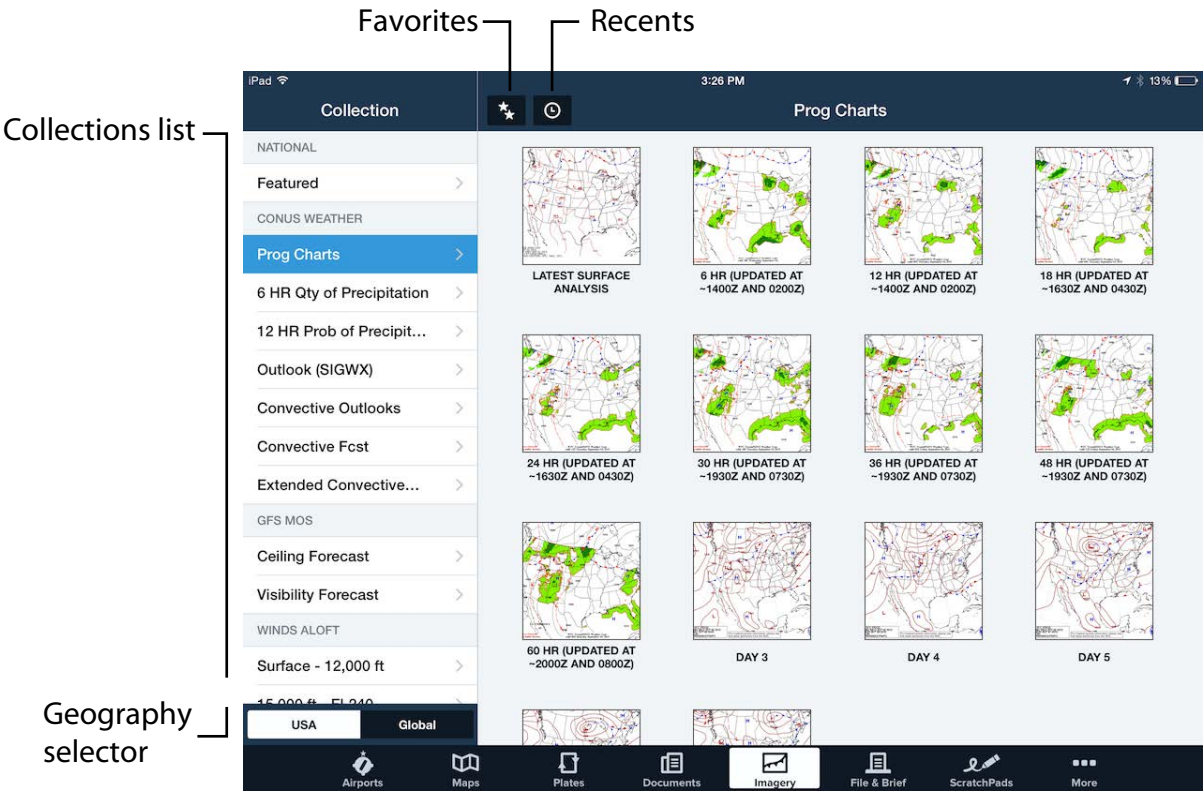 Favorites
Recents
iPad
3:26 PM
13%
Collection
Prog Charts
Collections list
NATIONAL
Featured
CONUS WEATHER
Prog Charts
6 HR Qty of Precipitation
12 HR Prob of Precipit...
Outlook (SIGWX)
Convective Outlooks
Convective Fcst
Extended Convective...
GFS MOS
Ceiling Forecast
Visibility Forecast
WINDS ALOFT
Surface - 12,000 ft
15,000 ft - FL240
USA
Global
Geography
selector
LATEST SURFACE
ANALYSIS
6 HR (UPDATED AT
~1400Z AND 0200Z)
12 HR (UPDATED AT
~1400Z AND 0200Z)
18 HR (UPDATED AT
~1630Z AND 0430Z)
24 HR (UPDATED AT
~1630Z AND 0430Z)
30 HR (UPDATED AT
~1930Z AND 0730Z)
36 HR (UPDATED AT
~1930Z AND 0730Z)
48 HR (UPDATED AT
~1930Z AND 0730Z)
60 HR (UPDATED AT
~2000Z AND 0800Z)
DAY 3
DAY 4
DAY 5
Airports
Maps
Plates
Documents
Imagery
File & Brief
ScratchPads
More